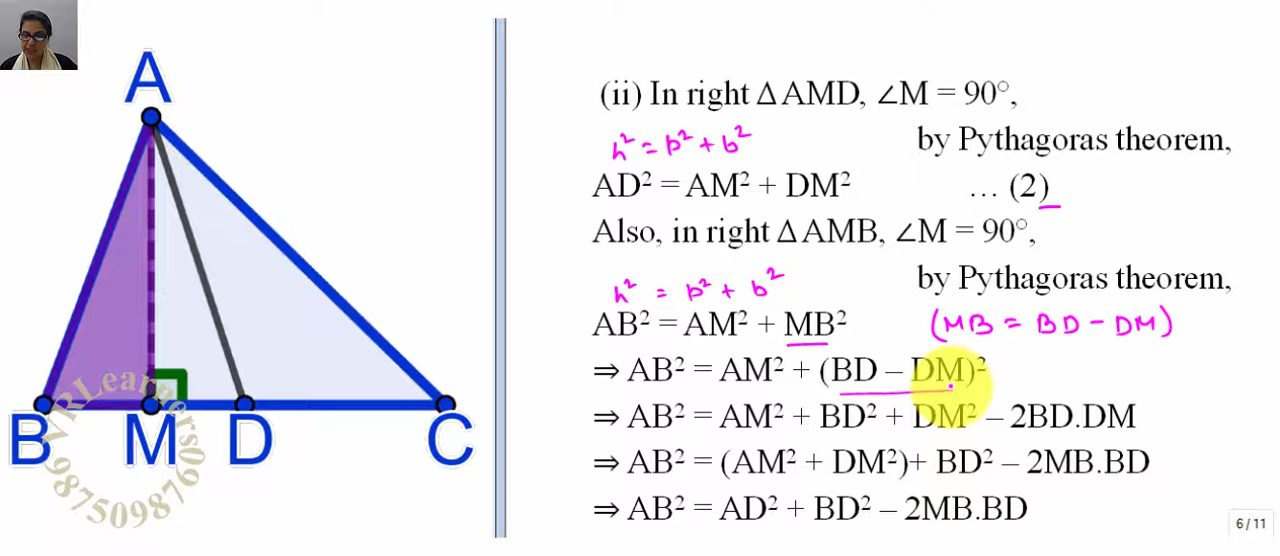 A
B
M
D
C
VRLearners
9875098760
(ii) In right ΔAMD, ∠M = 90°,
h² = p² + b²
by Pythagoras theorem,
AD² = AM² + DM² … (2)
Also, in right ΔAMB, ∠M = 90°,
by Pythagoras theorem,
h² = p² + b²
AB² = AM² + MB² (MB = BD – DM)
⇒ AB² = AM² + (BD – DM)²
⇒ AB² = AM² + BD² + DM² – 2BD.DM
⇒ AB² = (AM² + DM²)+ BD² – 2MB.BD
⇒ AB² = AD² + BD² – 2MB.BD
6 / 11